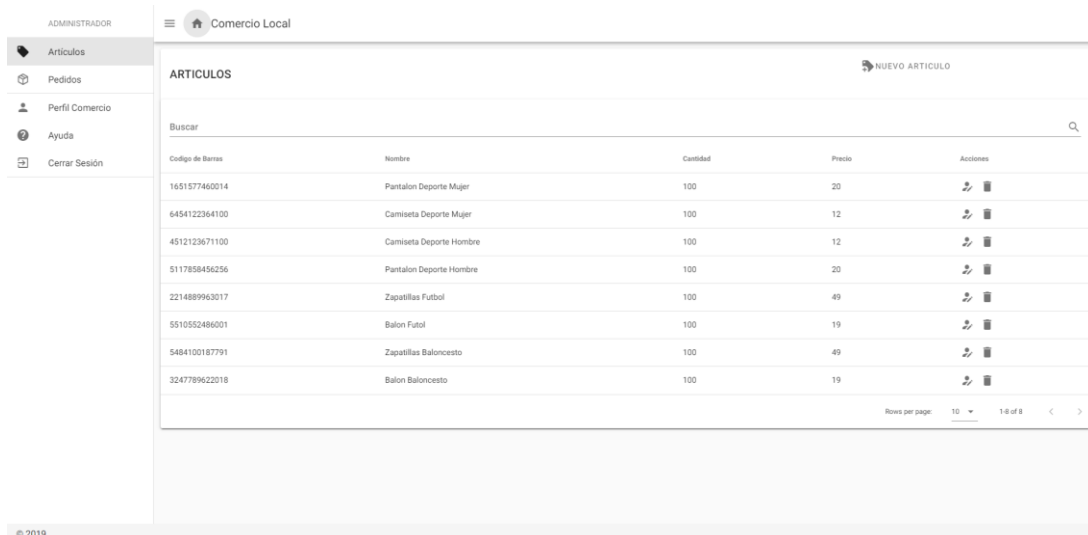 ADMINISTRADOR
Artículos
Pedidos
Perfil Comercio
Ayuda
Cerrar Sesión
Comercio Local
ARTICULOS
NUEVO ARTICULO
Buscar
Codigo de Barras Nombre Cantidad Precio Acciones
1651577460014 Pantalon Deporte Mujer 100 20
6454122364100 Camiseta Deporte Mujer 100 12
4512123671100 Camiseta Deporte Hombre 100 12
5117858456256 Pantalon Deporte Hombre 100 20
2214889963017 Zapatillas Futbol 100 49
5510552486001 Balon Futol 100 19
5484100187791 Zapatillas Baloncesto 100 49
3247789622018 Balon Baloncesto 100 19
Rows per page: 10 1-8 of 8
© 2019